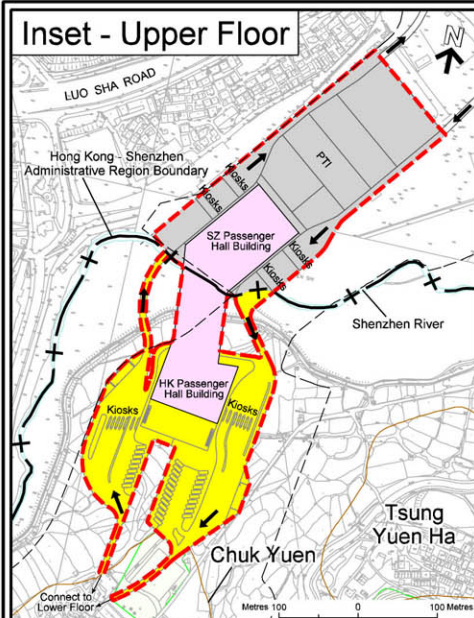 Inset - Upper Floor
N
LUO SHA ROAD
Hong Kong - Shenzhen
Administrative Region Boundary
Kiosks
Kiosks
PTI
SZ Passenger
Hall Building
Kiosks
Kiosks
Shenzhen River
HK Passenger
Hall Building
Kiosks
Kiosks
Tsung
Yuen Ha
Chuk Yuen
Connect to
Lower Floor
Metres 100 0 100 Metres